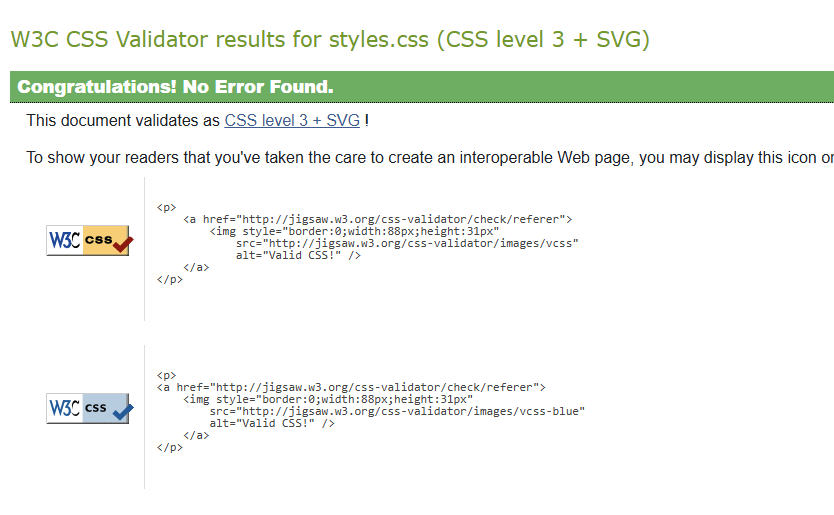 W3C CSS Validator results for styles.css (CSS level 3 + SVG)
Congratulations! No Error Found.
This document validates as CSS level 3 + SVG !
To show your readers that you've taken the care to create an interoperable Web page, you may display this icon
W3C css
<p>
<a href="http://jigsaw.w3.org/css-validator/check/referer">
<img style="border:0;width:88px;height:31px"
src="http://jigsaw.w3.org/css-validator/images/vcss"
alt="Valid CSS!" />
</a>
</p>
W3C css
<p>
<a href="http://jigsaw.w3.org/css-validator/check/referer">
<img style="border:0;width:88px;height:31px"
src="http://jigsaw.w3.org/css-validator/images/vcss-blue"
alt="Valid CSS!" />
</a>
</p>